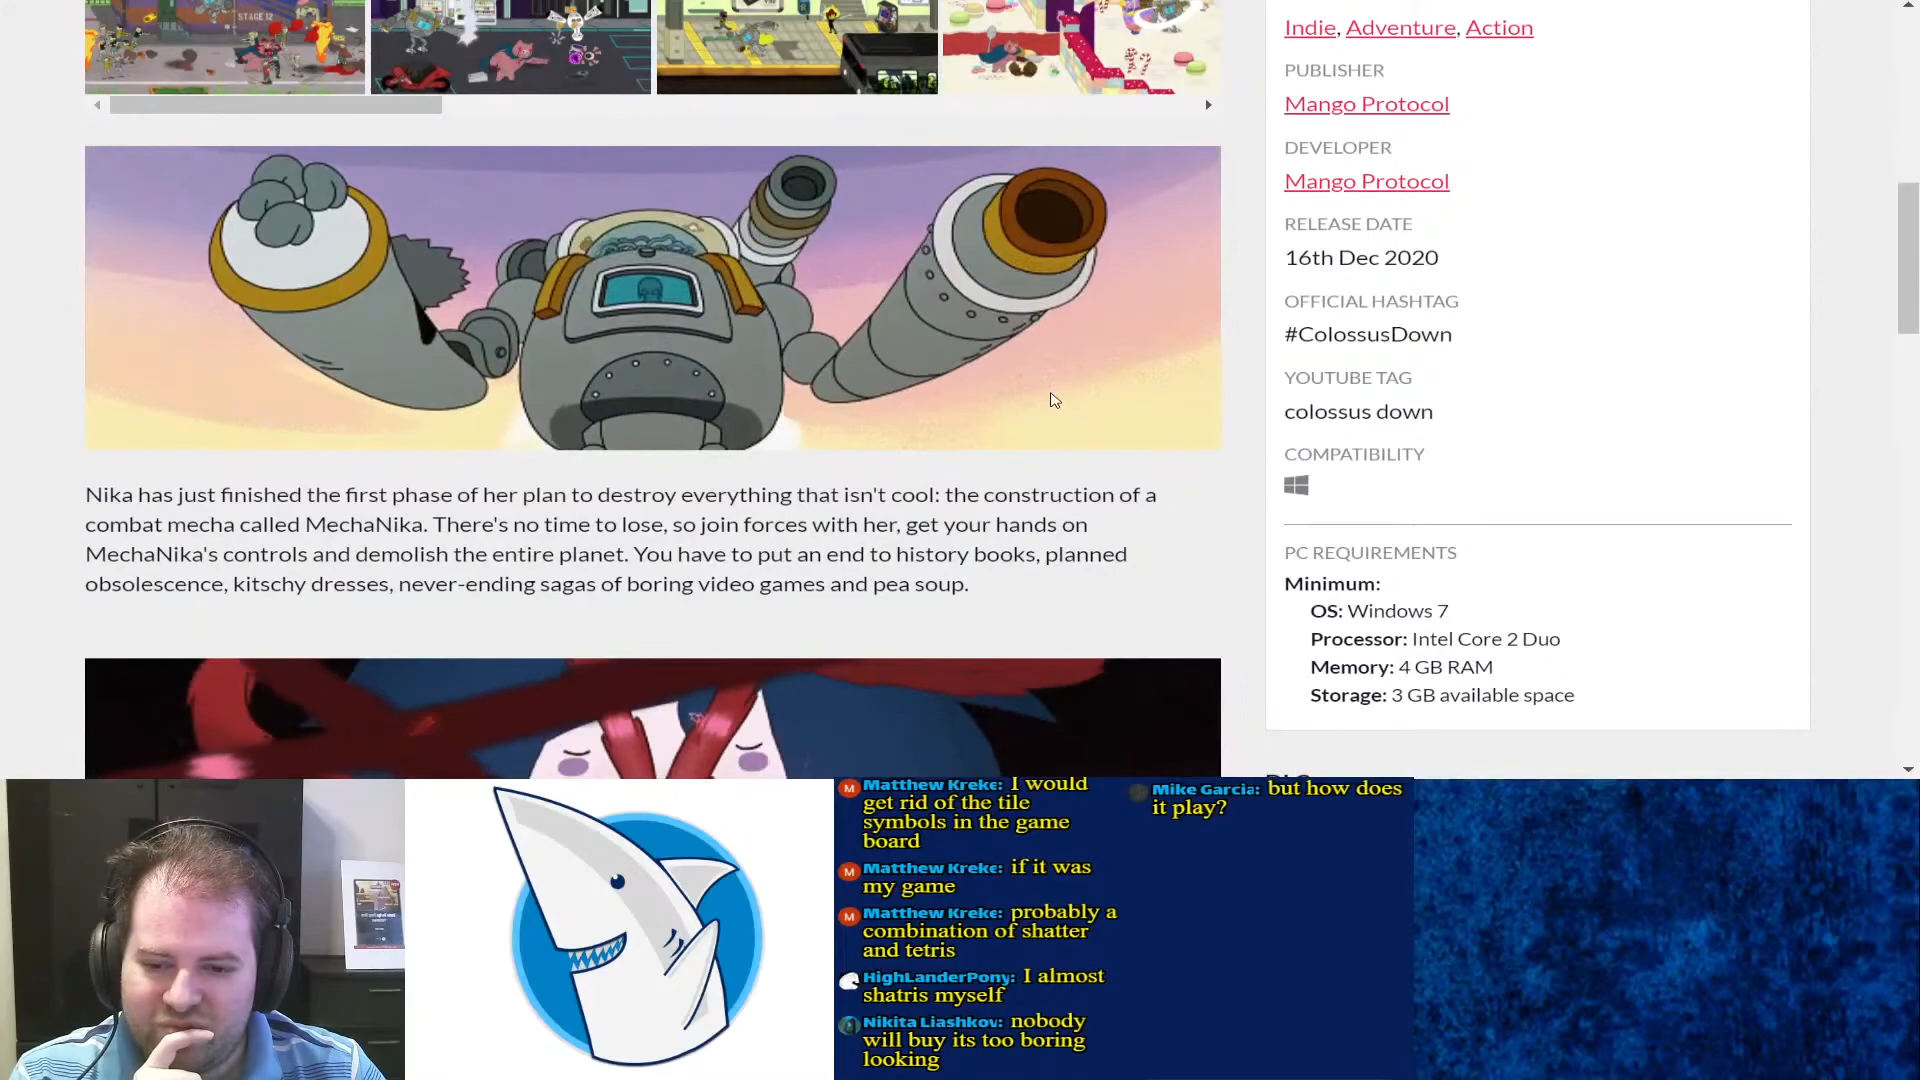 STAGE 12
Indie, Adventure, Action
PUBLISHER
Mango Protocol
DEVELOPER
Mango Protocol
RELEASE DATE
16th Dec 2020
OFFICIAL HASHTAG
#ColossusDown
YOUTUBE TAG
colossus down
COMPATIBILITY
PC REQUIREMENTS
Minimum:
OS: Windows 7
Processor: Intel Core 2 Duo
Memory: 4 GB RAM
Storage: 3 GB available space
Nika has just finished the first phase of her plan to destroy everything that isn't cool: the construction of a
combat mecha called MechaNika. There's no time to lose, so join forces with her, get your hands on
MechaNika's controls and demolish the entire planet. You have to put an end to history books, planned
obsolescence, kitschy dresses, never-ending sagas of boring video games and pea soup.
M Matthew Kreke: I would
get rid of the tile
symbols in the game
board
M Matthew Kreke: if it was
my game
M Matthew Kreke: probably a
combination of shatter
and tetris
HighLanderPony: I almost
shatris myself
Nikita Liashkov: nobody
will buy its too boring
looking
Mike Garcia: but how does
it play?